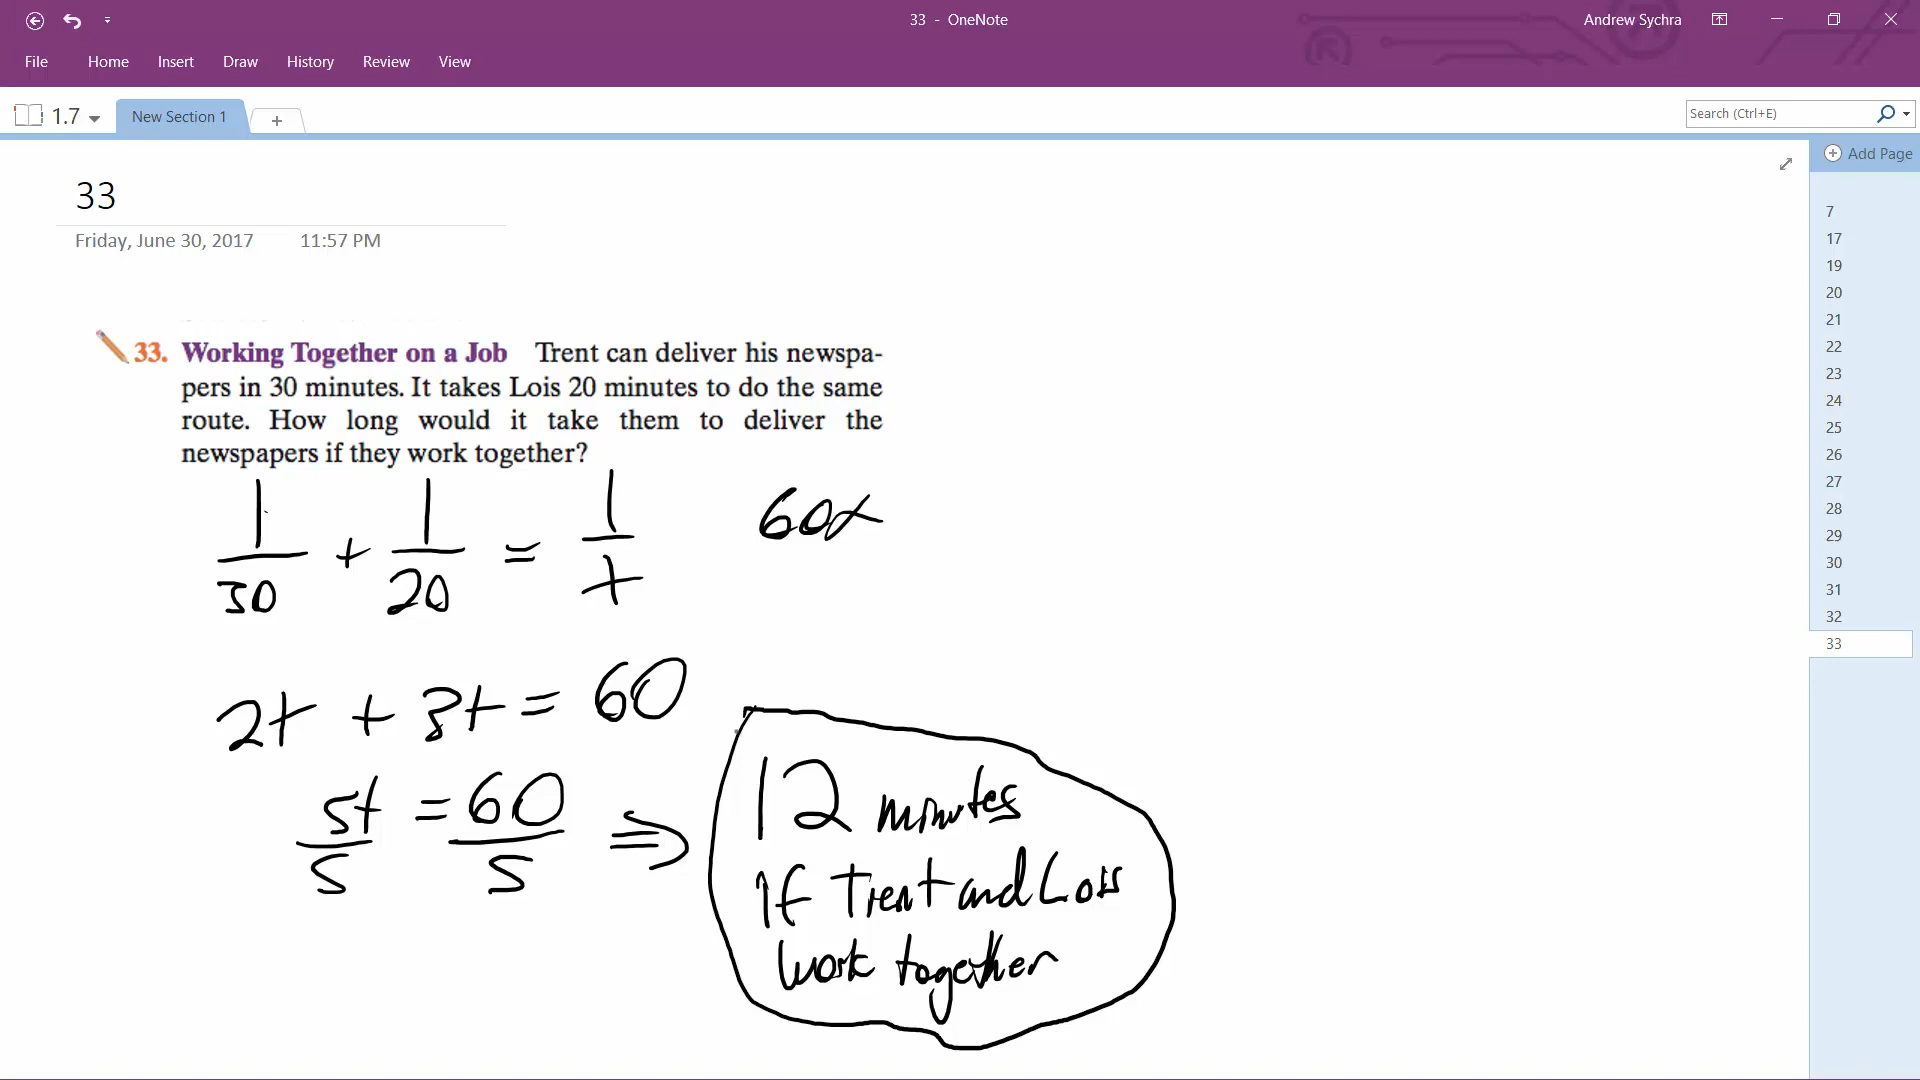 33 - OneNote
Andrew Sychra
File Home Insert Draw History Review View
1.7
New Section 1
+
Search (Ctrl+E)
Add Page
33
Friday, June 30, 2017 11:57 PM
33. Working Together on a Job Trent can deliver his newspa-
pers in 30 minutes. It takes Lois 20 minutes to do the same
route. How long would it take them to deliver the
newspapers if they work together?
1/30 + 1/20 = 1/t
60x
2t + 3t = 60
5t/5 = 60/5 ⇒
12 minutes
If Trent and Lois
work together
7
17
19
20
21
22
23
24
25
26
27
28
29
30
31
32
33